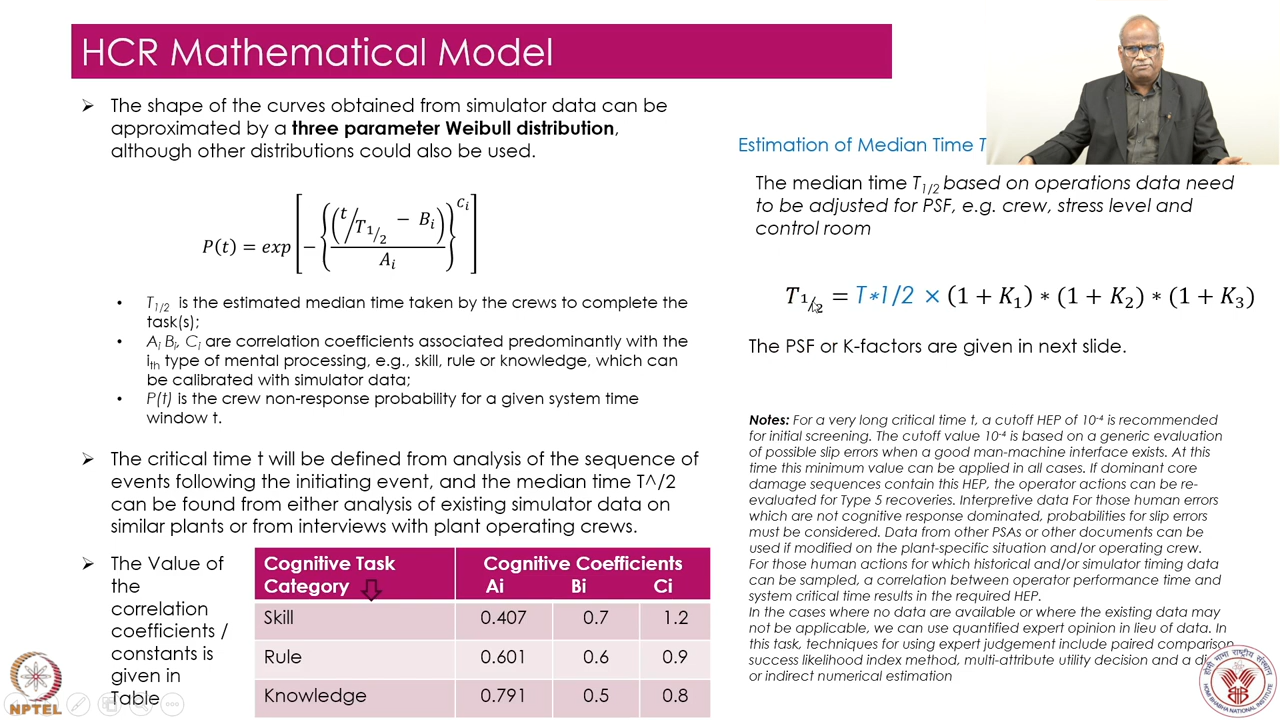 HCR Mathematical Model
➢ The shape of the curves obtained from simulator data can be
approximated by a three parameter Weibull distribution,
although other distributions could also be used.
P(t) = exp [ − { ( (t/T1/2 − Bi) ) / Ai }^Ci ]
• T1/2 is the estimated median time taken by the crews to complete the
task(s);
• Ai Bi, Ci are correlation coefficients associated predominantly with the
ith type of mental processing, e.g., skill, rule or knowledge, which can
be calibrated with simulator data;
• P(t) is the crew non-response probability for a given system time
window t.
➢ The critical time t will be defined from analysis of the sequence of
events following the initiating event, and the median time T^/2
can be found from either analysis of existing simulator data on
similar plants or from interviews with plant operating crews.
➢ The Value of
the
correlation
coefficients /
constants is
given in
Table
Cognitive Task Cognitive Coefficients
Category Ai Bi Ci
Skill 0.407 0.7 1.2
Rule 0.601 0.6 0.9
Knowledge 0.791 0.5 0.8
Estimation of Median Time T
The median time T1/2 based on operations data need
to be adjusted for PSF, e.g. crew, stress level and
control room
T1/2 = T∗1/2 × (1 + K1) ∗ (1 + K2) ∗ (1 + K3)
The PSF or K-factors are given in next slide.
Notes: For a very long critical time t, a cutoff HEP of 10-4 is recommended
for initial screening. The cutoff value 10-4 is based on a generic evaluation
of possible slip errors when a good man-machine interface exists. At this
time this minimum value can be applied in all cases. If dominant core
damage sequences contain this HEP, the operator actions can be re-
evaluated for Type 5 recoveries. Interpretive data For those human errors
which are not cognitive response dominated, probabilities for slip errors
must be considered. Data from other PSAs or other documents can be
used if modified on the plant-specific situation and/or operating crew.
For those human actions for which historical and/or simulator timing data
can be sampled, a correlation between operator performance time and
system critical time results in the required HEP.
In the cases where no data are available or where the existing data may
not be applicable, we can use quantified expert opinion in lieu of data. In
this task, techniques for using expert judgement include paired comparison,
success likelihood index method, multi-attribute utility decision and a
or indirect numerical estimation
NPTEL
होमी भाभा राष्ट्रीय संस्थान
HOMI BHABHA NATIONAL INSTITUTE